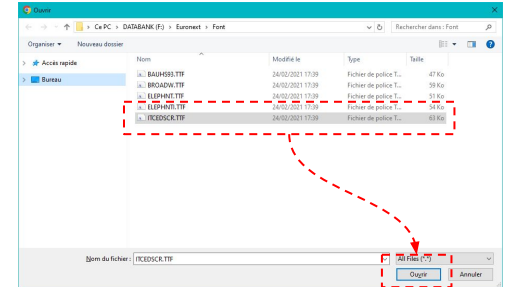 Ouvrir
Ce PC > DATABANK (F:) > Euronext > Font
Rechercher dans : Font
Organiser Nouveau dossier
Nom Modifié le Type Taille
Accès rapide
Bureau
BAUHS93.TTF 24/02/2021 17:39 Fichier de police T... 47 Ko
BROADW.TTF 24/02/2021 17:39 Fichier de police T... 59 Ko
ELEPHNT.TTF 24/02/2021 17:39 Fichier de police T... 51 Ko
ELEPHNTI.TTF 24/02/2021 17:39 Fichier de police T... 54 Ko
ITCEDSCR.TTF 24/02/2021 17:39 Fichier de police T... 63 Ko
Nom du fichier : ITCEDSCR.TTF All Files (*.*)
Ouvrir Annuler